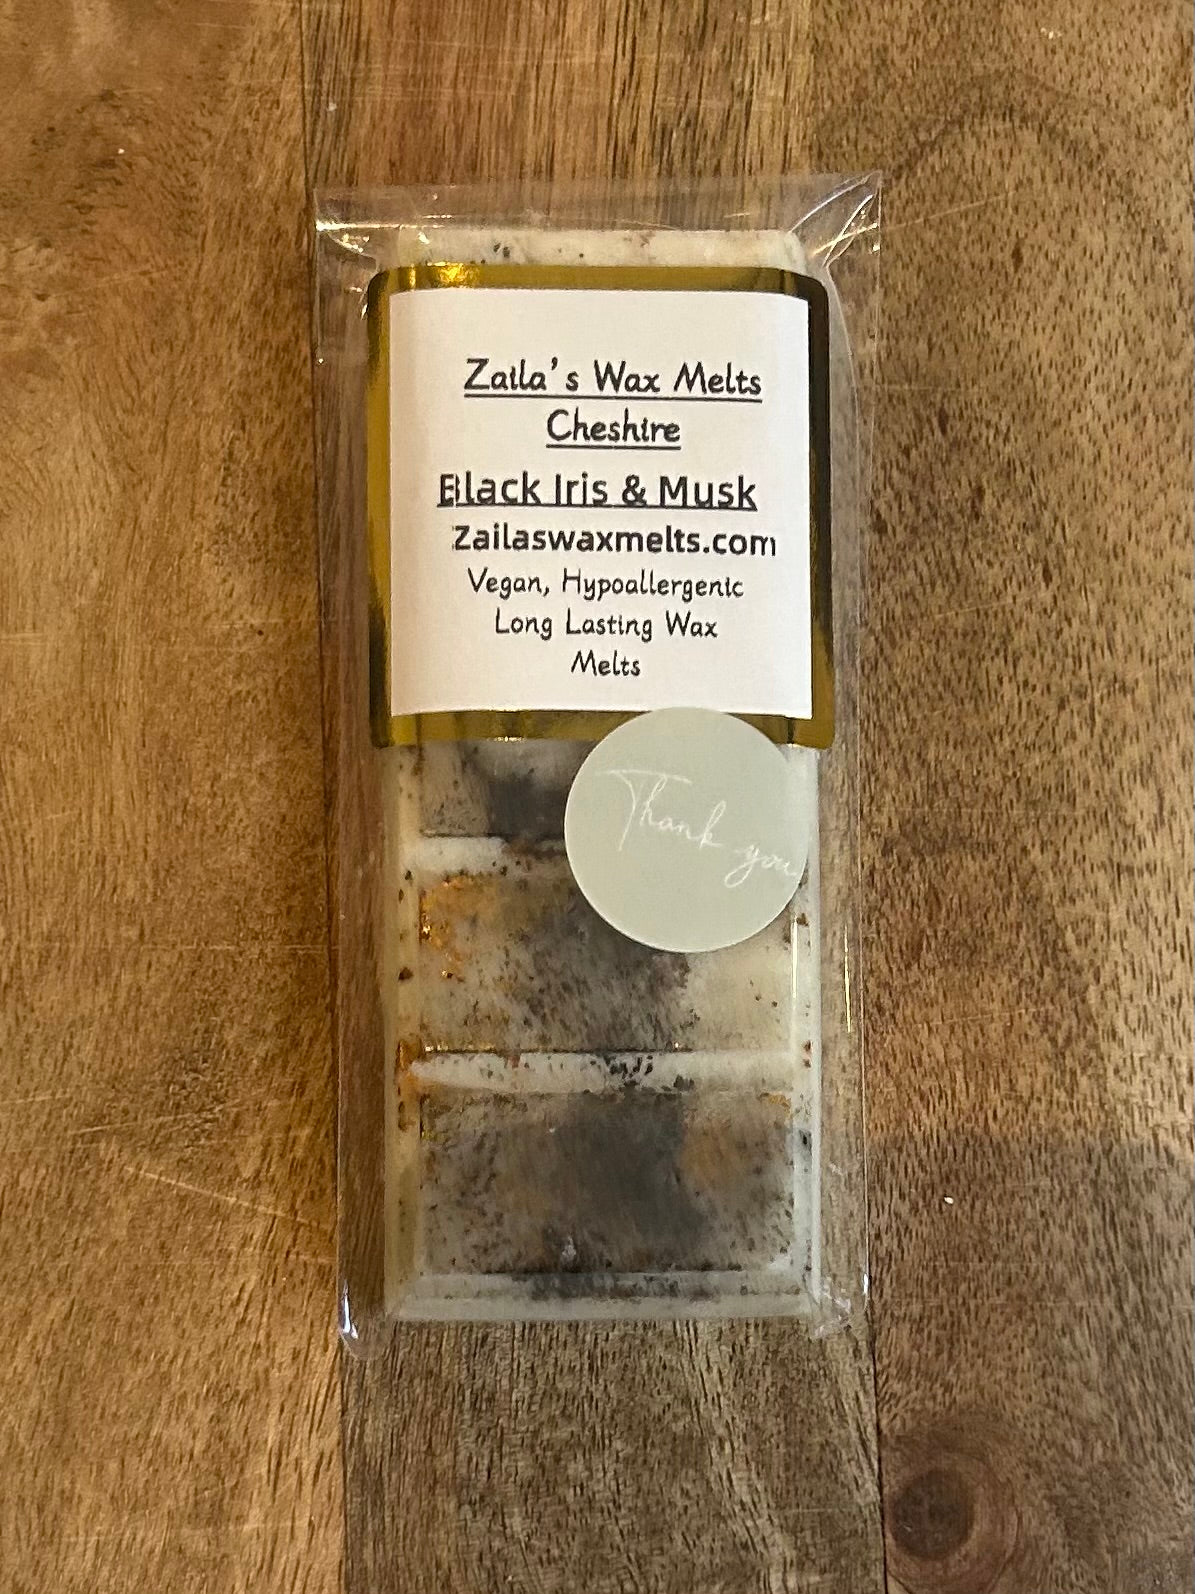 Zaila's Wax Melts
Cheshire
Black Iris & Musk
Zailaswaxmelts.com
Vegan, Hypoallergenic
Long Lasting Wax
Melts
Thank you